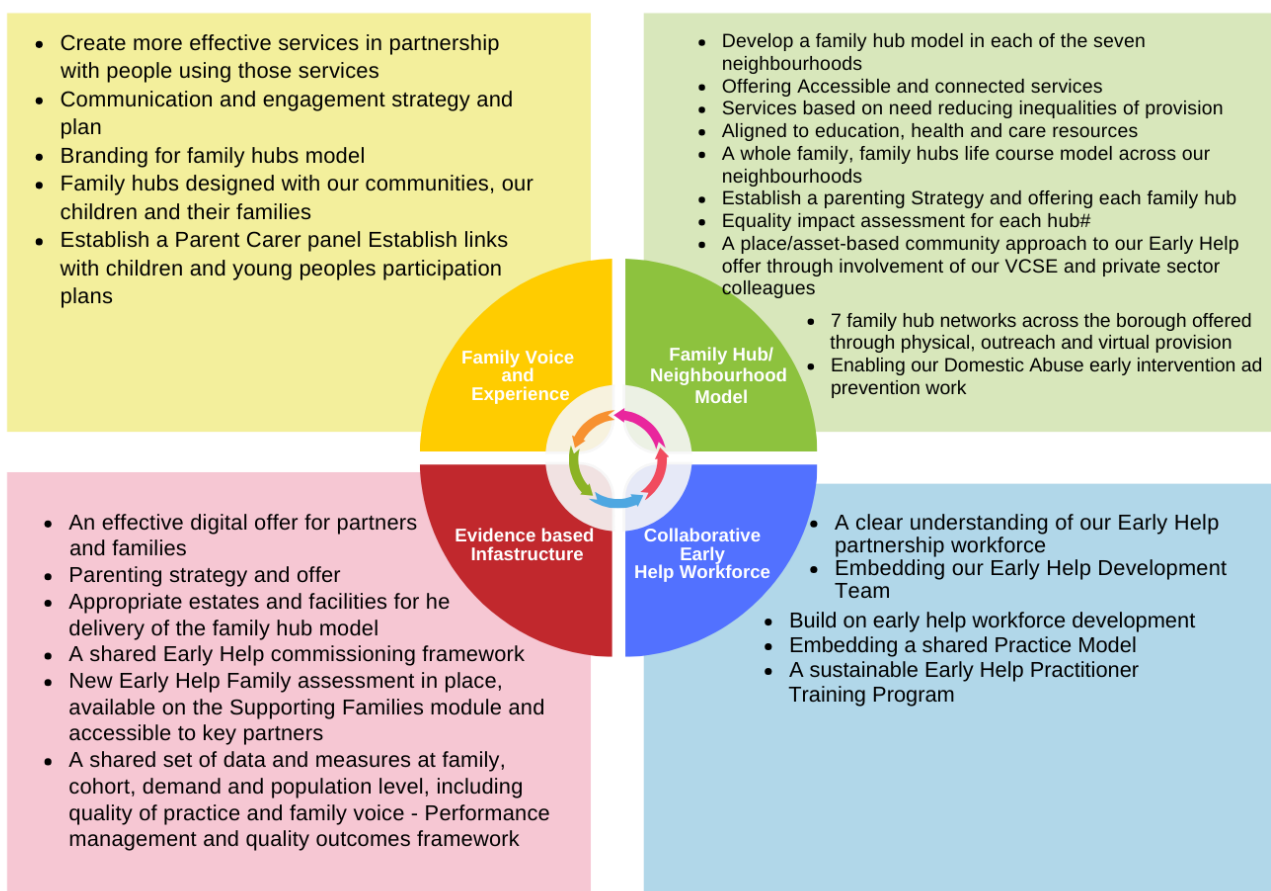 • Create more effective services in partnership
with people using those services
• Communication and engagement strategy and
plan
• Branding for family hubs model
• Family hubs designed with our communities, our
children and their families
• Establish a Parent Carer panel Establish links
with children and young peoples participation
plans
• Develop a family hub model in each of the seven
neighbourhoods
• Offering Accessible and connected services
• Services based on need reducing inequalities of provision
• Aligned to education, health and care resources
• A whole family, family hubs life course model across our
neighbourhoods
• Establish a parenting Strategy and offering each family hub
• Equality impact assessment for each hub#
• A place/asset-based community approach to our Early Help
offer through involvement of our VCSE and private sector
colleagues
• 7 family hub networks across the borough offered
through physical, outreach and virtual provision
• Enabling our Domestic Abuse early intervention ad
prevention work
Family Voice
and
Experience
Family Hub/
Neighbourhood
Model
Evidence based
Infastructure
Collaborative
Early
Help Workforce
• An effective digital offer for partners
and families
• Parenting strategy and offer
• Appropriate estates and facilities for he
delivery of the family hub model
• A shared Early Help commissioning framework
• New Early Help Family assessment in place,
available on the Supporting Families module and
accessible to key partners
• A shared set of data and measures at family,
cohort, demand and population level, including
quality of practice and family voice - Performance
management and quality outcomes framework
• A clear understanding of our Early Help
partnership workforce
• Embedding our Early Help Development
Team
• Build on early help workforce development
• Embedding a shared Practice Model
• A sustainable Early Help Practitioner
Training Program